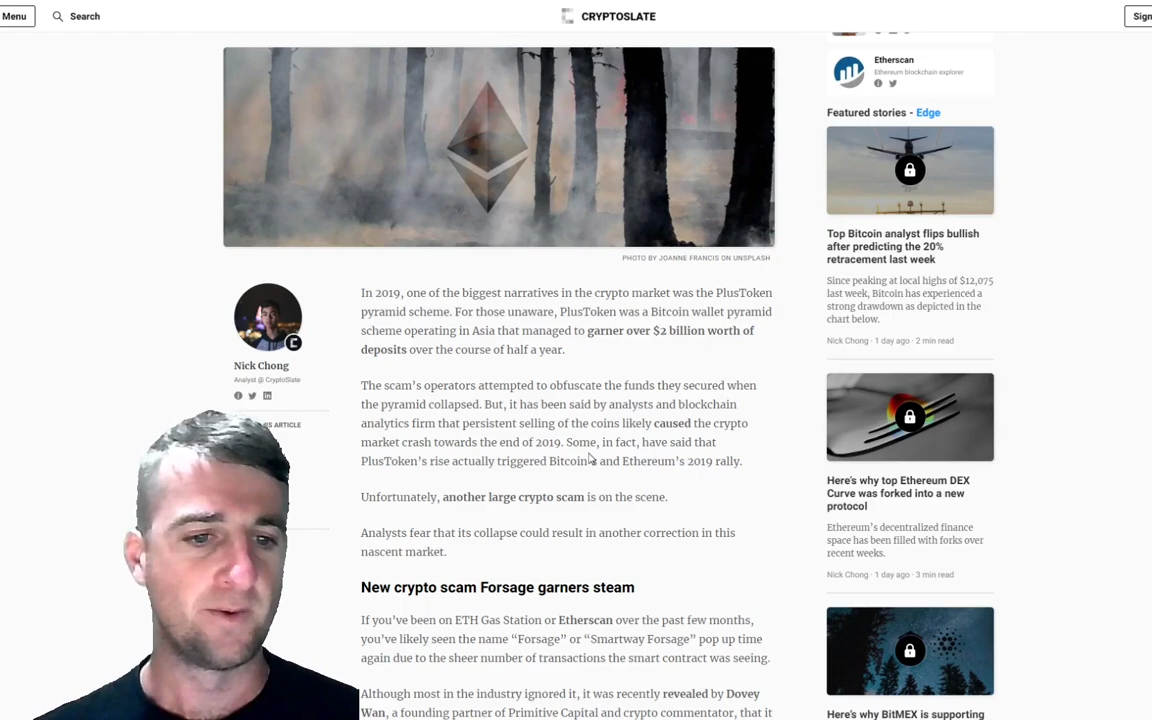 Menu
Search
CRYPTOSLATE
Sign
PHOTO BY JOANNE FRANCIS ON UNSPLASH
Nick Chong
Analyst @ CryptoSlate
ARTICLE
In 2019, one of the biggest narratives in the crypto market was the PlusToken
pyramid scheme. For those unaware, PlusToken was a Bitcoin wallet pyramid
scheme operating in Asia that managed to garner over $2 billion worth of
deposits over the course of half a year.
The scam's operators attempted to obfuscate the funds they secured when
the pyramid collapsed. But, it has been said by analysts and blockchain
analytics firm that persistent selling of the coins likely caused the crypto
market crash towards the end of 2019. Some, in fact, have said that
PlusToken's rise actually triggered Bitcoin's and Ethereum's 2019 rally.
Unfortunately, another large crypto scam is on the scene.
Analysts fear that its collapse could result in another correction in this
nascent market.
New crypto scam Forsage garners steam
If you've been on ETH Gas Station or Etherscan over the past few months,
you've likely seen the name “Forsage” or “Smartway Forsage” pop up time
again due to the sheer number of transactions the smart contract was seeing.
Although most in the industry ignored it, it was recently revealed by Dovey
Wan, a founding partner of Primitive Capital and crypto commentator, that it
Etherscan
Ethereum blockchain explorer
Featured stories - Edge
Top Bitcoin analyst flips bullish
after predicting the 20%
retracement last week
Since peaking at local highs of $12,075
last week, Bitcoin has experienced a
strong drawdown as depicted in the
chart below.
Nick Chong · 1 day ago · 2 min read
Here's why top Ethereum DEX
Curve was forked into a new
protocol
Ethereum's decentralized finance
space has been filled with forks over
recent weeks.
Nick Chong · 1 day ago · 3 min read
Here's why BitMEX is supporting